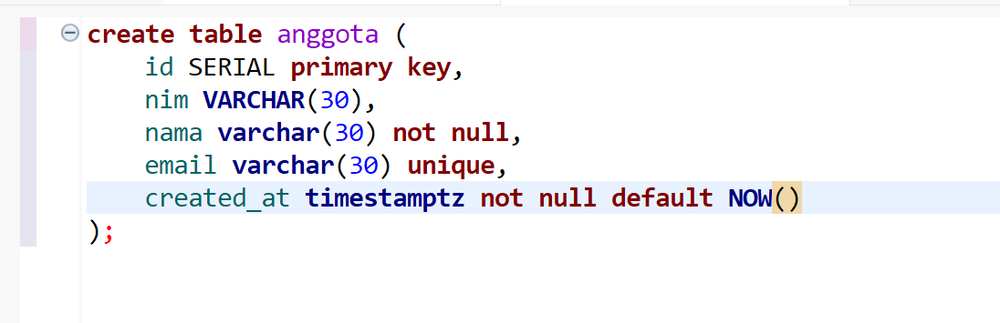 create table anggota (
    id SERIAL primary key,
    nim VARCHAR(30),
    nama varchar(30) not null,
    email varchar(30) unique,
    created_at timestamptz not null default NOW()
);